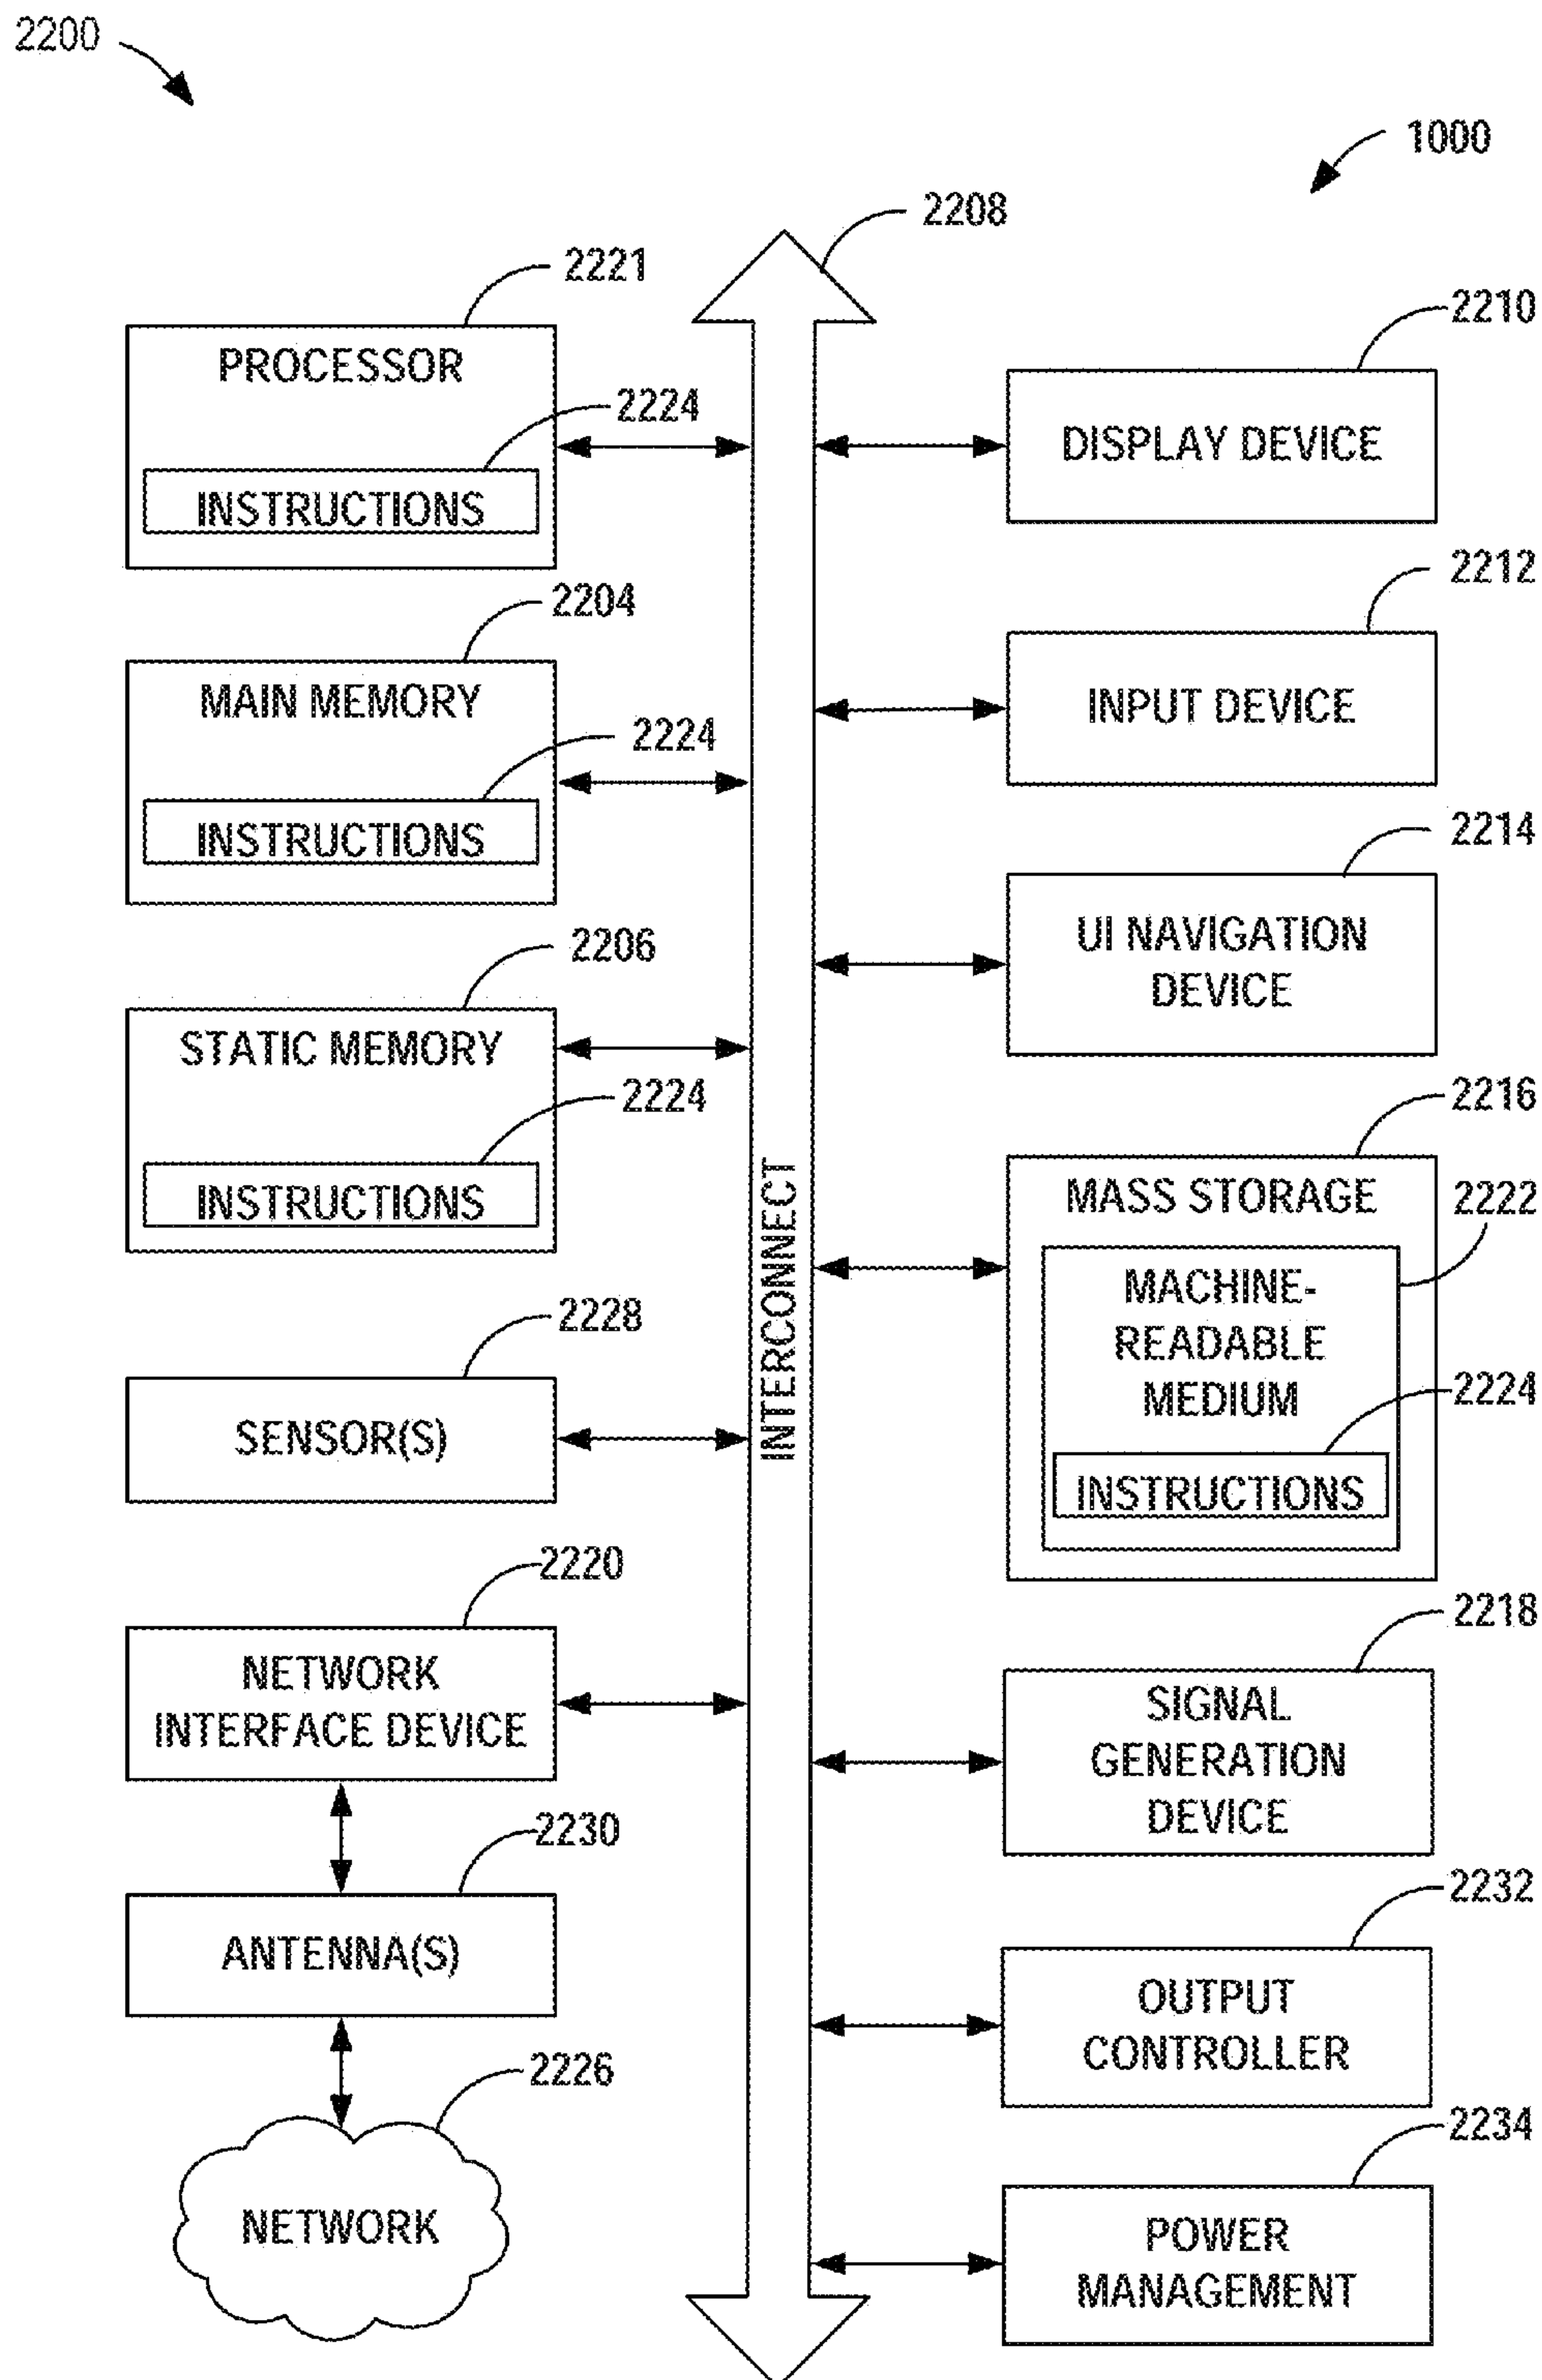 2200
1000
2208
2221
PROCESSOR
2224
INSTRUCTIONS
2204
MAIN MEMORY
2224
INSTRUCTIONS
2206
STATIC MEMORY
2224
INSTRUCTIONS
2228
SENSOR(S)
2220
NETWORK
INTERFACE DEVICE
2230
ANTENNA(S)
2226
NETWORK
INTERCONNECT
2210
DISPLAY DEVICE
2212
INPUT DEVICE
2214
UI NAVIGATION
DEVICE
2216
MASS STORAGE
2222
MACHINE-
READABLE
MEDIUM
2224
INSTRUCTIONS
2218
SIGNAL
GENERATION
DEVICE
2232
OUTPUT
CONTROLLER
2234
POWER
MANAGEMENT